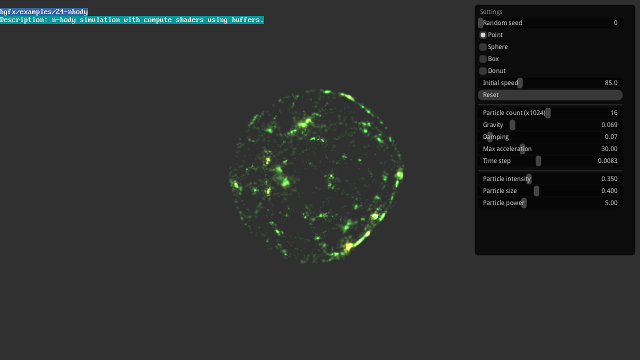 bgfx/examples/24-nbody
Description: n-body simulation with compute shaders using buffers.
Settings
Random seed 0
Point
Sphere
Box
Donut
Initial speed 85.0
Reset
Particle count (x1024) 16
Gravity 0.069
Damping 0.07
Max acceleration 30.00
Time step 0.0083
Particle intensity 0.350
Particle size 0.400
Particle power 5.00